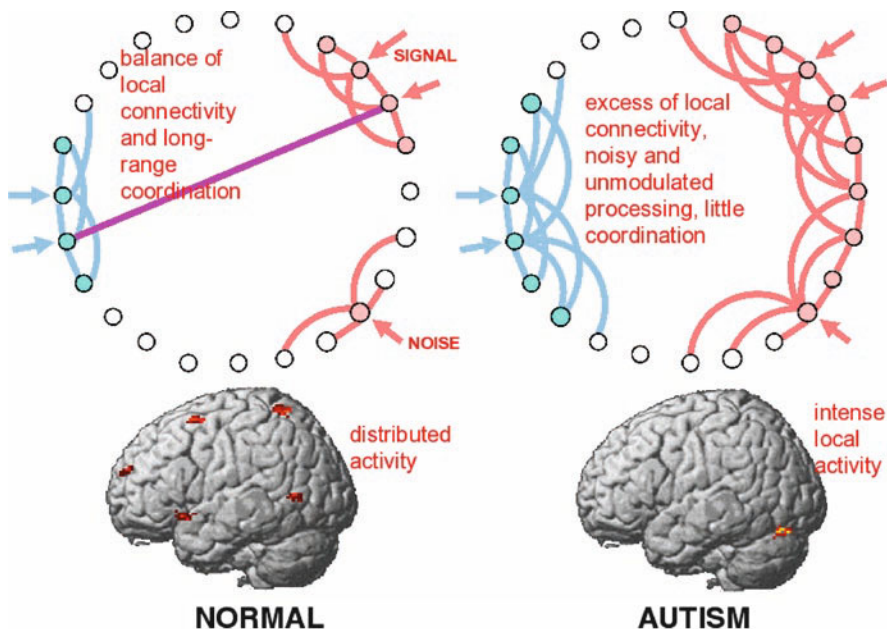 balance of
local
connectivity
and long-
range
coordination
SIGNAL
NOISE
excess of local
connectivity,
noisy and
unmodulated
processing, little
coordination
distributed
activity
intense
local
activity
NORMAL
AUTISM